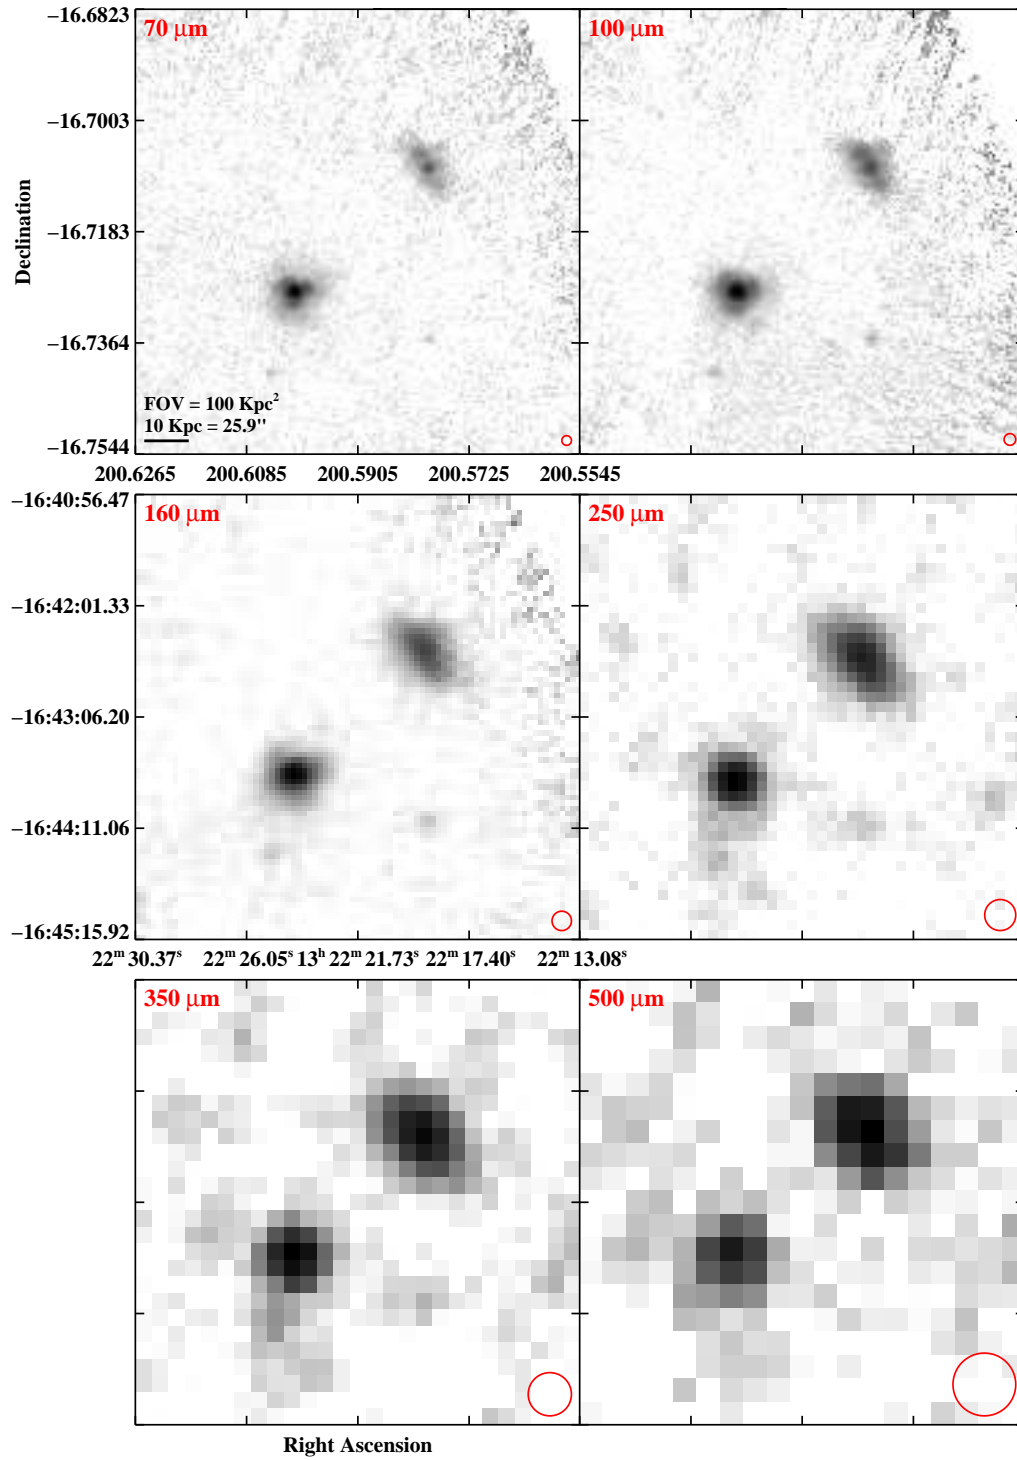 −16.6823
70 μm
100 μm
−16.7003
Declination
−16.7183
−16.7364
FOV = 100 Kpc²
10 Kpc = 25.9"
−16.7544
200.6265 200.6085 200.5905 200.5725 200.5545
−16:40:56.47
160 μm
250 μm
−16:42:01.33
−16:43:06.20
−16:44:11.06
−16:45:15.92
22ᵐ 30.37ˢ 22ᵐ 26.05ˢ 13ʰ 22ᵐ 21.73ˢ 22ᵐ 17.40ˢ 22ᵐ 13.08ˢ
350 μm
500 μm
Right Ascension